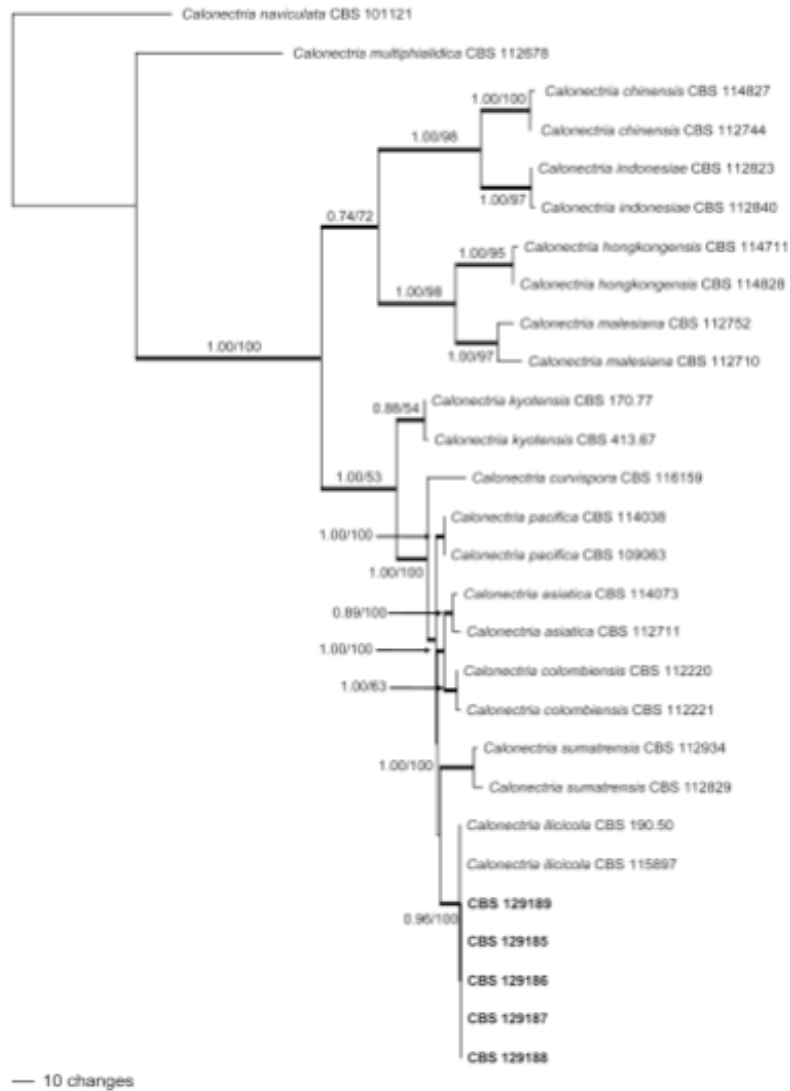 Calonectria naviculata CBS 101121
Calonectria multiphialidica CBS 112678
Calonectria chinensis CBS 114827
1.00/100
Calonectria chinensis CBS 112744
1.00/98
Calonectria indonesiae CBS 112823
1.00/97
Calonectria indonesiae CBS 112840
0.74/72
Calonectria hongkongensis CBS 114711
1.00/95
Calonectria hongkongensis CBS 114828
1.00/98
Calonectria malesiana CBS 112752
1.00/97
Calonectria malesiana CBS 112710
1.00/100
Calonectria kyotensis CBS 170.77
0.88/54
Calonectria kyotensis CBS 413.67
1.00/53
Calonectria curvispora CBS 116159
Calonectria pacifica CBS 114038
1.00/100
Calonectria pacifica CBS 109063
1.00/100
Calonectria asiatica CBS 114073
0.89/100
Calonectria asiatica CBS 112711
1.00/100
Calonectria colombiensis CBS 112220
1.00/63
Calonectria colombiensis CBS 112221
Calonectria sumatrensis CBS 112934
1.00/100
Calonectria sumatrensis CBS 112829
Calonectria ilicicola CBS 190.50
Calonectria ilicicola CBS 115897
CBS 129189
0.96/100
CBS 129185
CBS 129186
CBS 129187
CBS 129188
10 changes